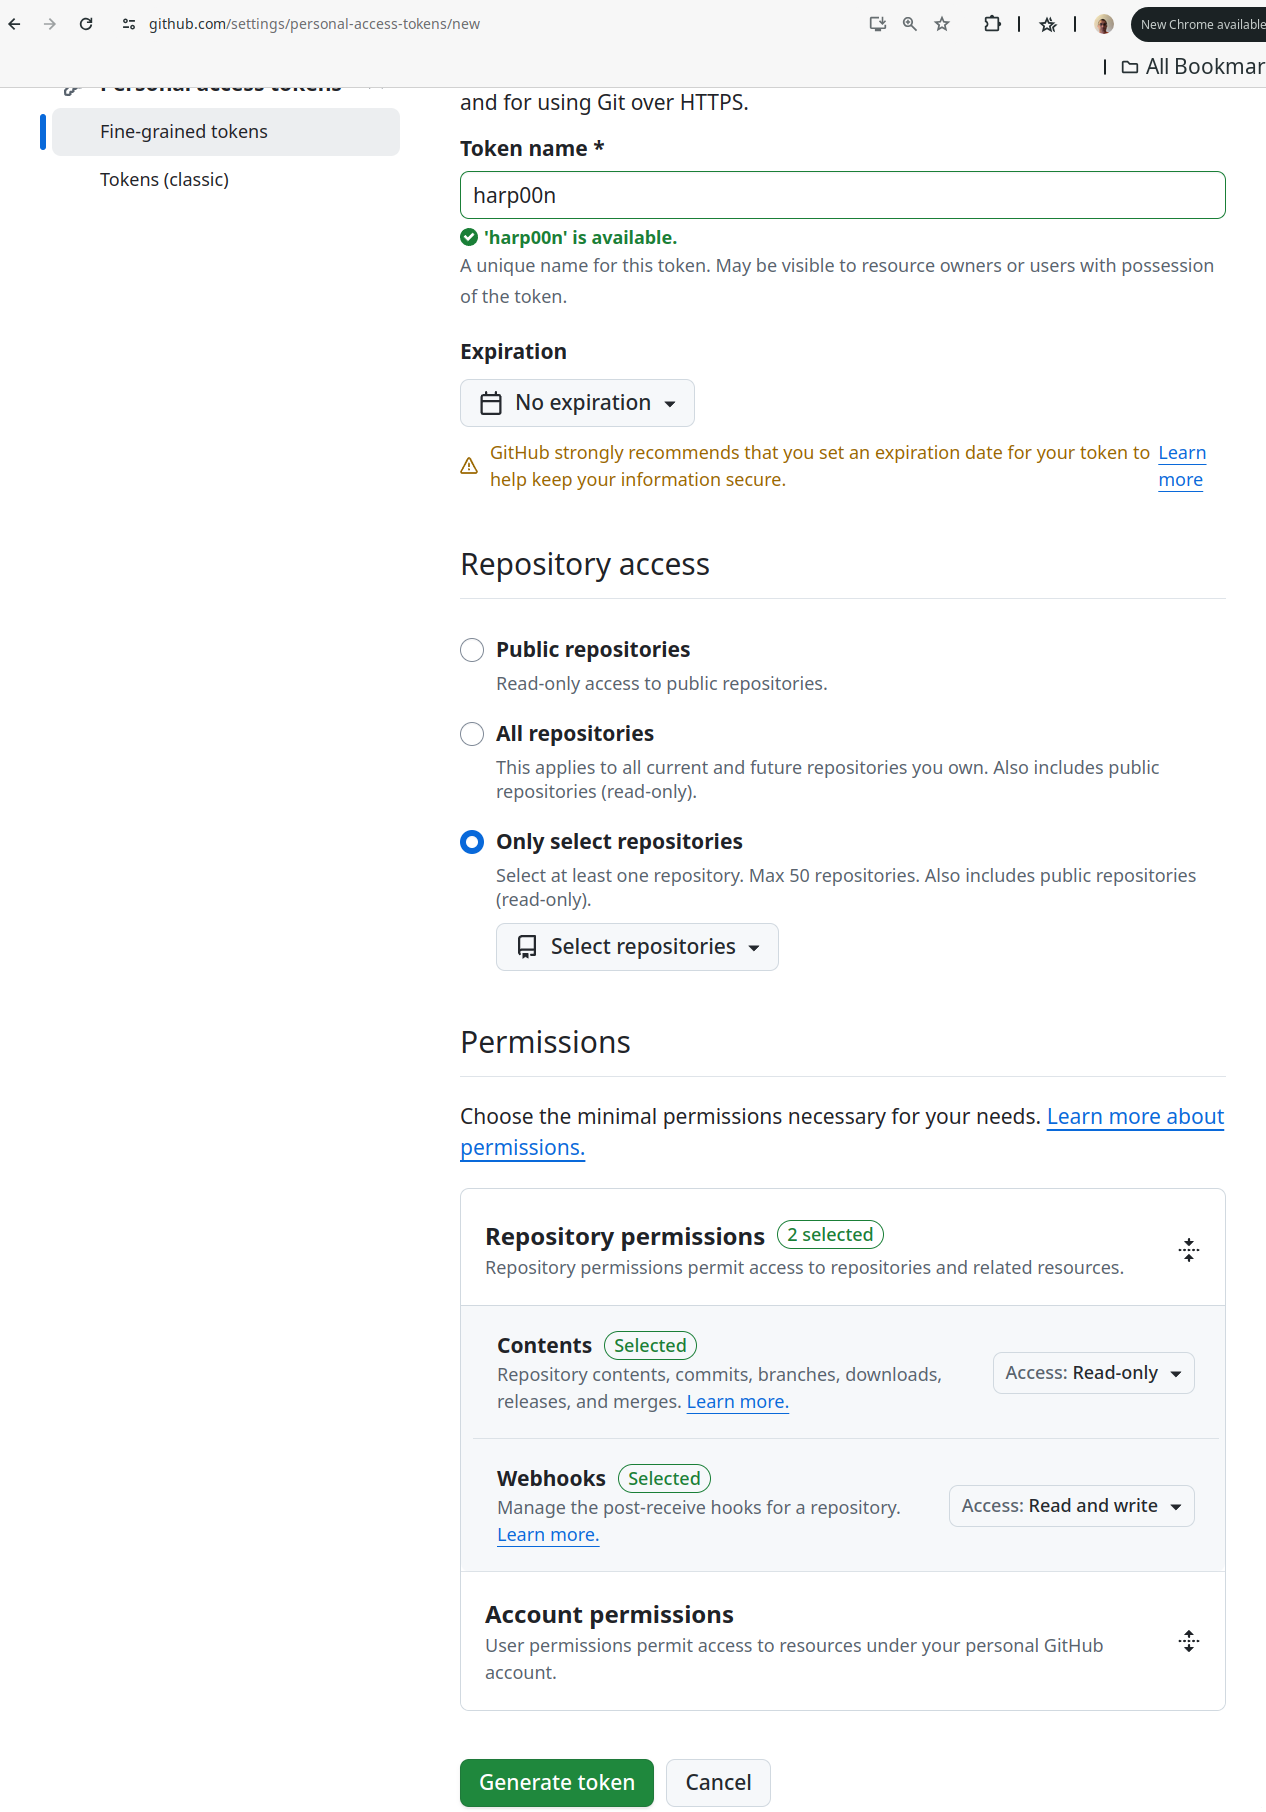 github.com/settings/personal-access-tokens/new
New Chrome available
All Bookmar
Personal access tokens
Fine-grained tokens
Tokens (classic)
and for using Git over HTTPS.
Token name *
harp00n
'harp00n' is available.
A unique name for this token. May be visible to resource owners or users with possession
of the token.
Expiration
No expiration
GitHub strongly recommends that you set an expiration date for your token to
help keep your information secure.
Learn
more
Repository access
Public repositories
Read-only access to public repositories.
All repositories
This applies to all current and future repositories you own. Also includes public
repositories (read-only).
Only select repositories
Select at least one repository. Max 50 repositories. Also includes public repositories
(read-only).
Select repositories
Permissions
Choose the minimal permissions necessary for your needs. Learn more about
permissions.
Repository permissions 2 selected
Repository permissions permit access to repositories and related resources.
Contents Selected
Repository contents, commits, branches, downloads,
releases, and merges. Learn more.
Access: Read-only
Webhooks Selected
Manage the post-receive hooks for a repository.
Learn more.
Access: Read and write
Account permissions
User permissions permit access to resources under your personal GitHub
account.
Generate token
Cancel